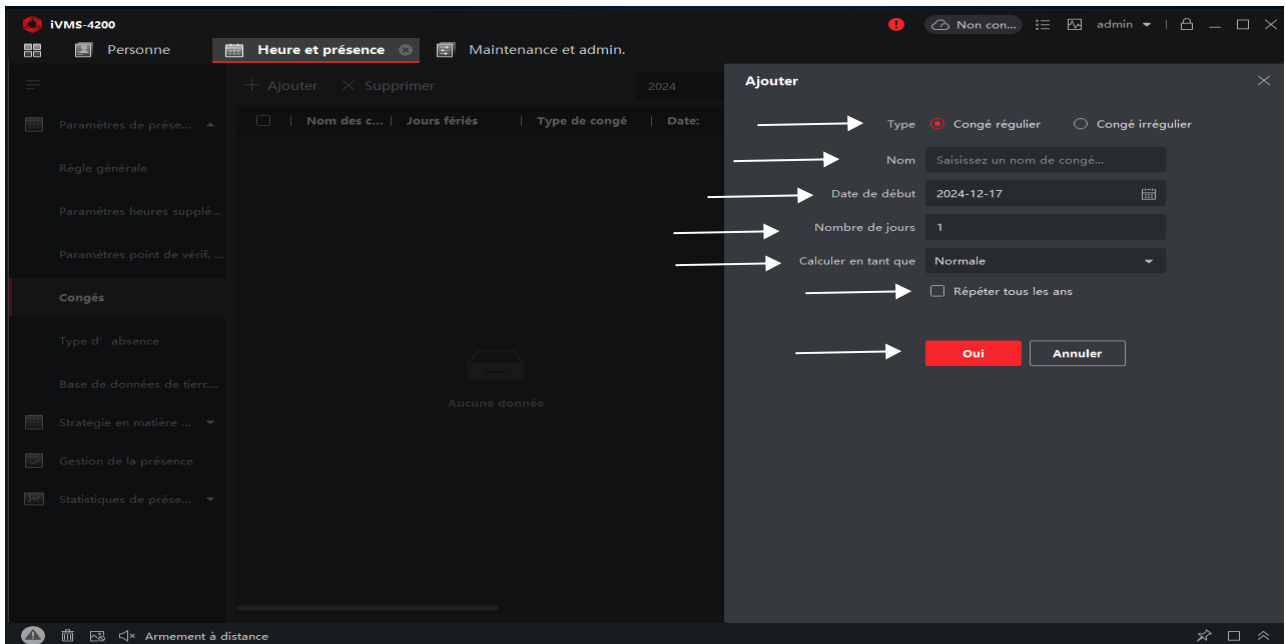 iVMS-4200
Non con...
admin
Personne
Heure et présence
Maintenance et admin.
Ajouter
Supprimer
2024
Nom des c...
Jours fériés
Type de congé
Date:
Paramètres de prése...
Règle générale
Paramètres heures supplé...
Paramètres point de vérif. ...
Congés
Type d' absence
Base de données de tierc...
Stratégie en matière ...
Gestion de la présence
Statistiques de prése...
Aucune donnée
Ajouter
Type Congé régulier Congé irrégulier
Nom Saisissez un nom de congé...
Date de début 2024-12-17
Nombre de jours 1
Calculer en tant que Normale
Répéter tous les ans
Oui Annuler
Armement à distance